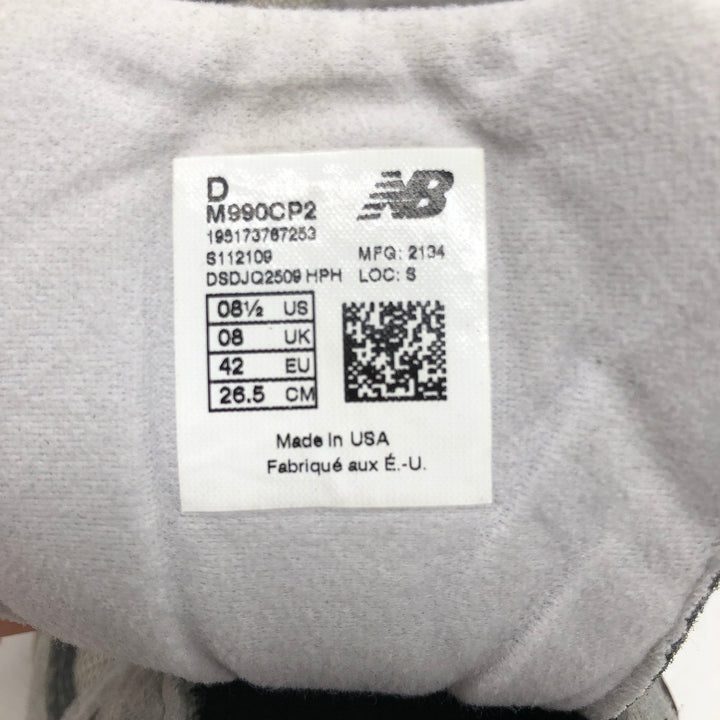 D
M990CP2
NB
195173767253
S112109
MFG: 2134
DSDJQ2509 HPH
LOC: S
08½ US
08 UK
42 EU
26.5 CM
Made in USA
Fabriqué aux É.-U.